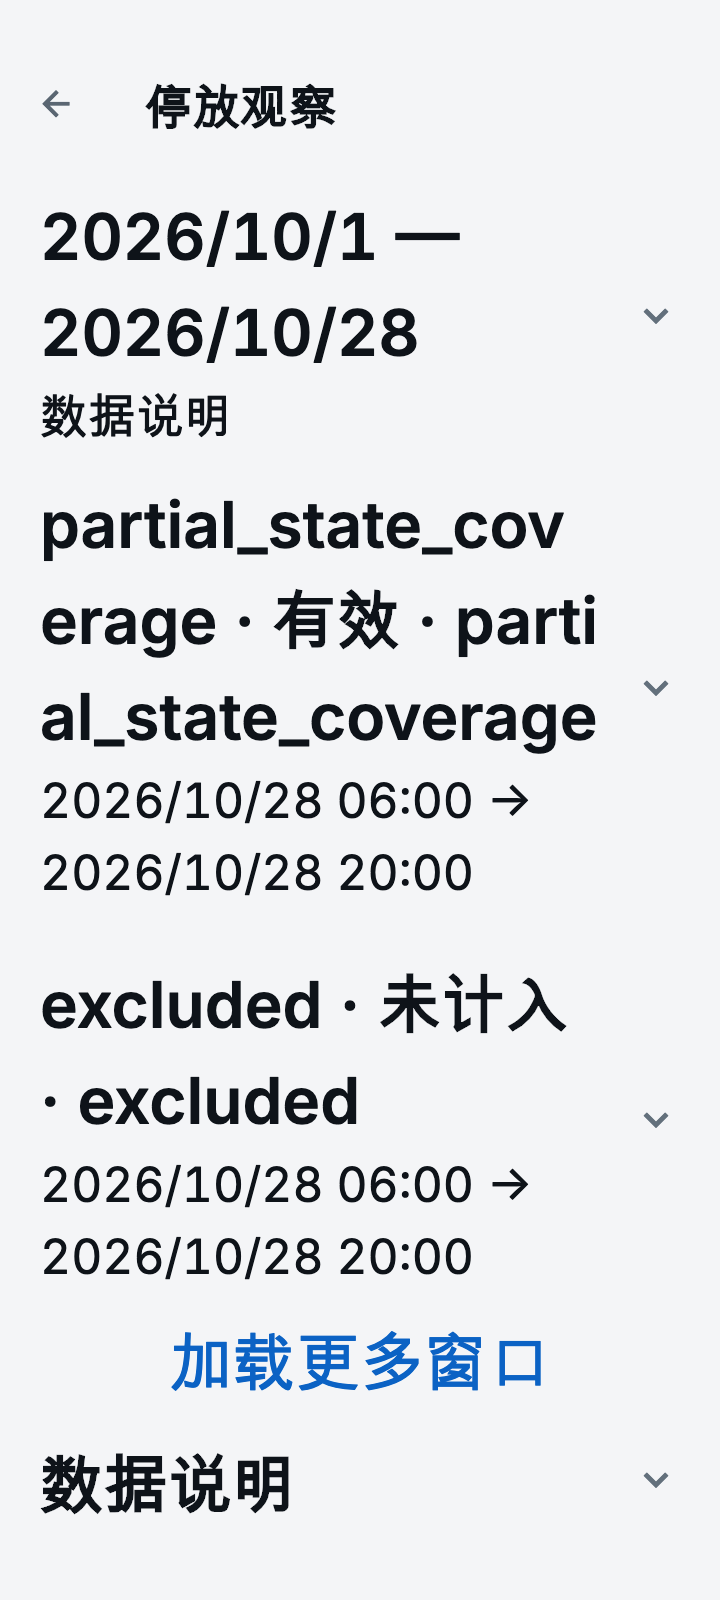 停放观察
2026/10/1 —
2026/10/28
数据说明
partial_state_cov
erage · 有效 · parti
al_state_coverage
2026/10/28 06:00 →
2026/10/28 20:00
excluded · 未计入
· excluded
2026/10/28 06:00 →
2026/10/28 20:00
加载更多窗口
数据说明